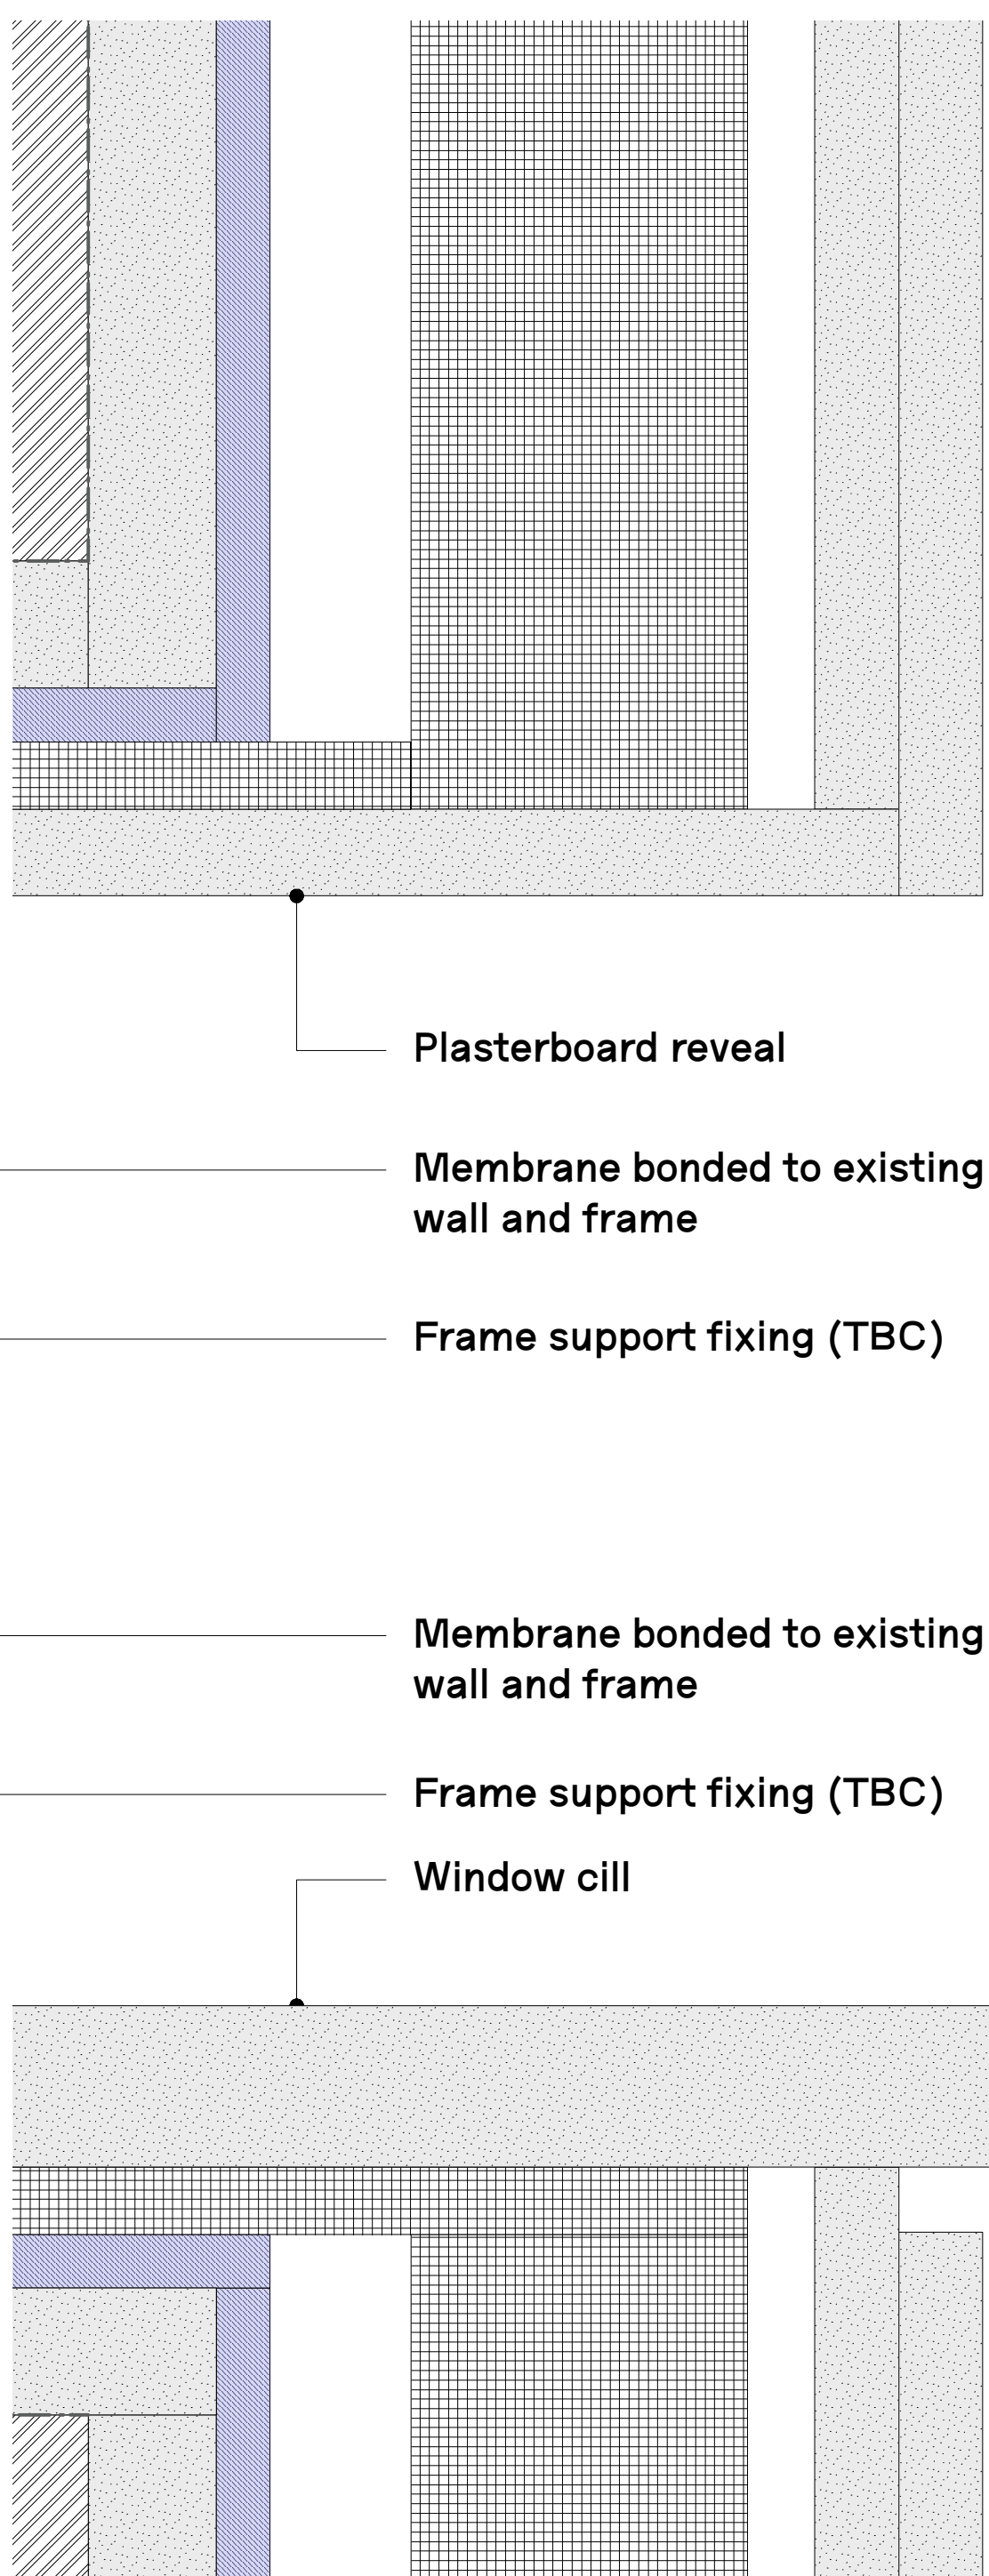 Plasterboard reveal
Membrane bonded to existing
wall and frame
Frame support fixing (TBC)
Membrane bonded to existing
wall and frame
Frame support fixing (TBC)
Window cill